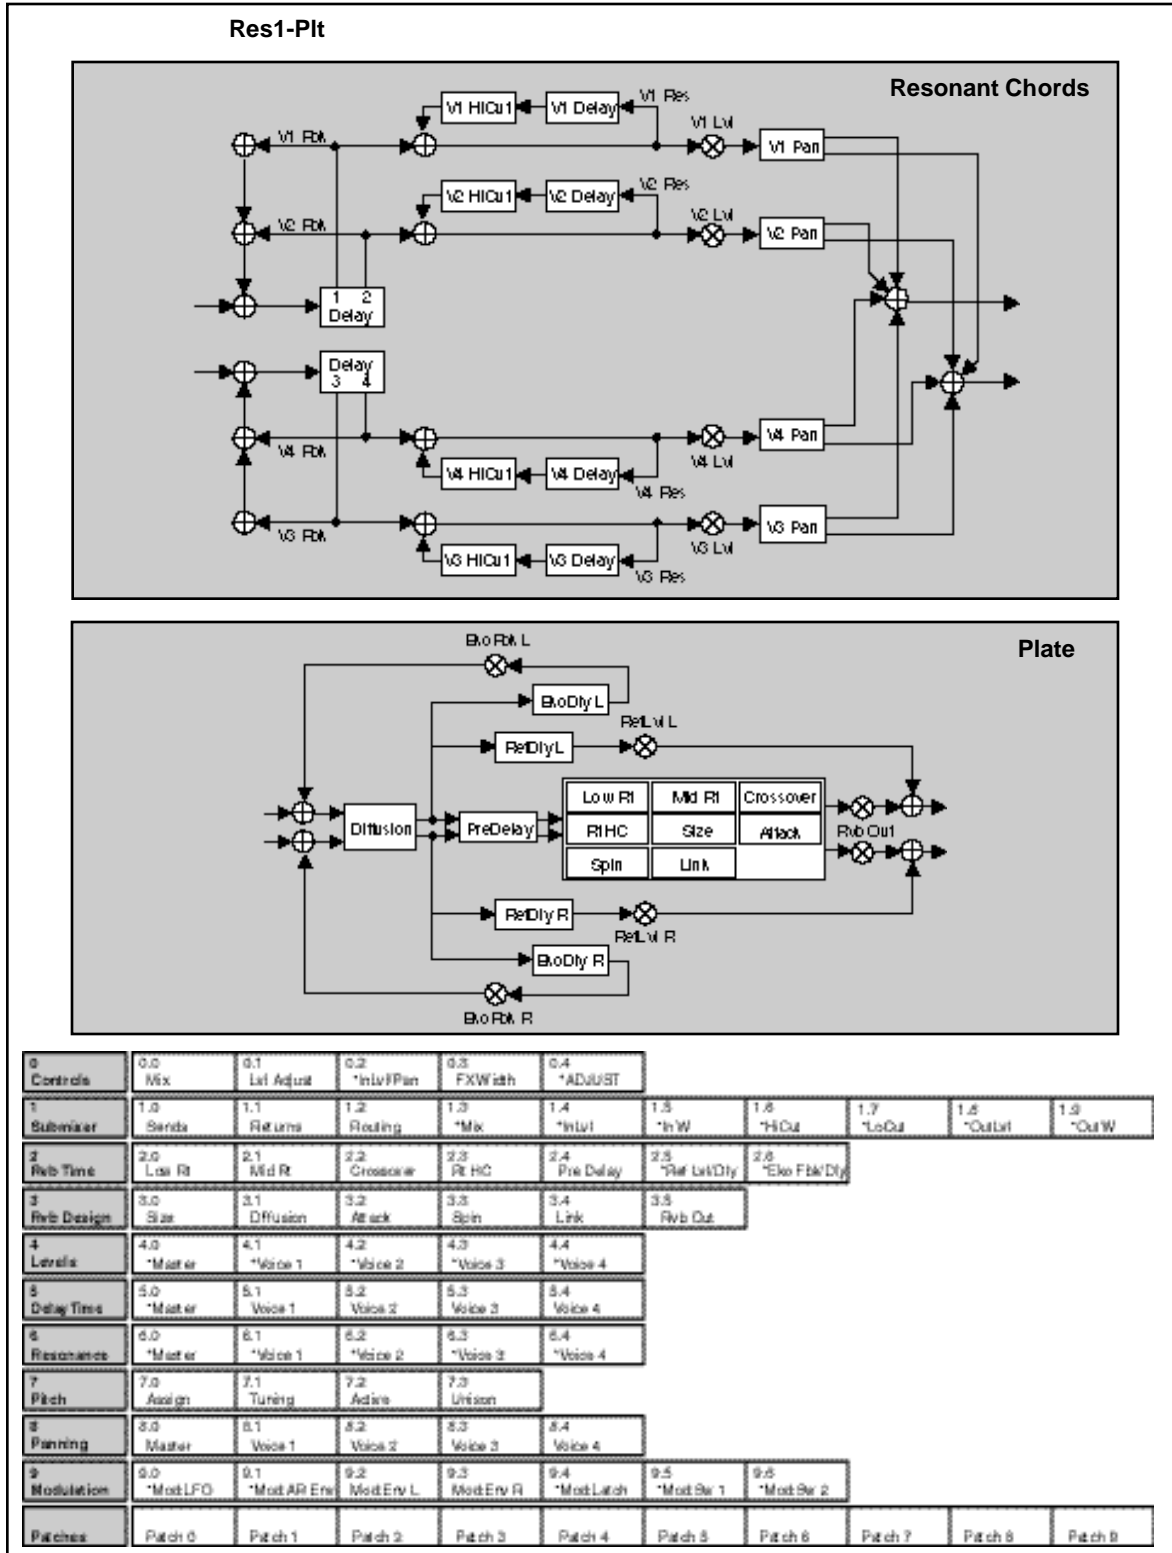 Res1-Plt
Resonant Chords
V1 Res
V1 HiCut
V1 Delay
V1 Lvl
V1 Fbk
V1 Pan
V2 Res
V2 HiCut
V2 Delay
V2 Lvl
V2 Fbk
V2 Pan
1 2
Delay
Delay
3 4
V4 Fbk
V4 Pan
V4 Lvl
V4 HiCut
V4 Delay
V4 Res
V3 Fbk
V3 Pan
V3 Lvl
V3 HiCut
V3 Delay
V3 Res
Plate
Eko Fbk L
EkoDly L
RefLvl L
RefDly L
Low Rt
Mid Rt
Crossover
Diffusion
PreDelay
Rt HC
Size
Attack
Rvb Out
Spin
Link
RefDly R
RefLvl R
EkoDly R
Eko Fbk R
0 0.0 0.1 0.2 0.3 0.4
Controls Mix Lvl Adjust *InLvl/Pan FXWidth *ADJUST
1 1.0 1.1 1.2 1.3 1.4 1.5 1.6 1.7 1.8 1.9
Submixer Sends Returns Routing *Mix *InLvl *In W *HiCut *LoCut *OutLvl *Out W
2 2.0 2.1 2.2 2.3 2.4 2.5 2.6
Rvb Time Low Rt Mid Rt Crossover Rt HC Pre Delay *Ref Lvl/Dly *Eko Fbk/Dly
3 3.0 3.1 3.2 3.3 3.4 3.5
Rvb Design Size Diffusion Attack Spin Link Rvb Out
4 4.0 4.1 4.2 4.3 4.4
Levels *Master *Voice 1 *Voice 2 *Voice 3 *Voice 4
5 5.0 5.1 5.2 5.3 5.4
Delay Time *Master Voice 1 Voice 2 Voice 3 Voice 4
6 6.0 6.1 6.2 6.3 6.4
Resonance *Master *Voice 1 *Voice 2 *Voice 3 *Voice 4
7 7.0 7.1 7.2 7.3
Pitch Assign Tuning Active Unison
8 8.0 8.1 8.2 8.3 8.4
Panning Master Voice 1 Voice 2 Voice 3 Voice 4
9 9.0 9.1 9.2 9.3 9.4 9.5 9.6
Modulation *Mod:LFO *Mod:AR Env Mod:Env L Mod:Env R *Mod:Latch *Mod:Sw 1 *Mod:Sw 2
Patches Patch 0 Patch 1 Patch 2 Patch 3 Patch 4 Patch 5 Patch 6 Patch 7 Patch 8 Patch 9